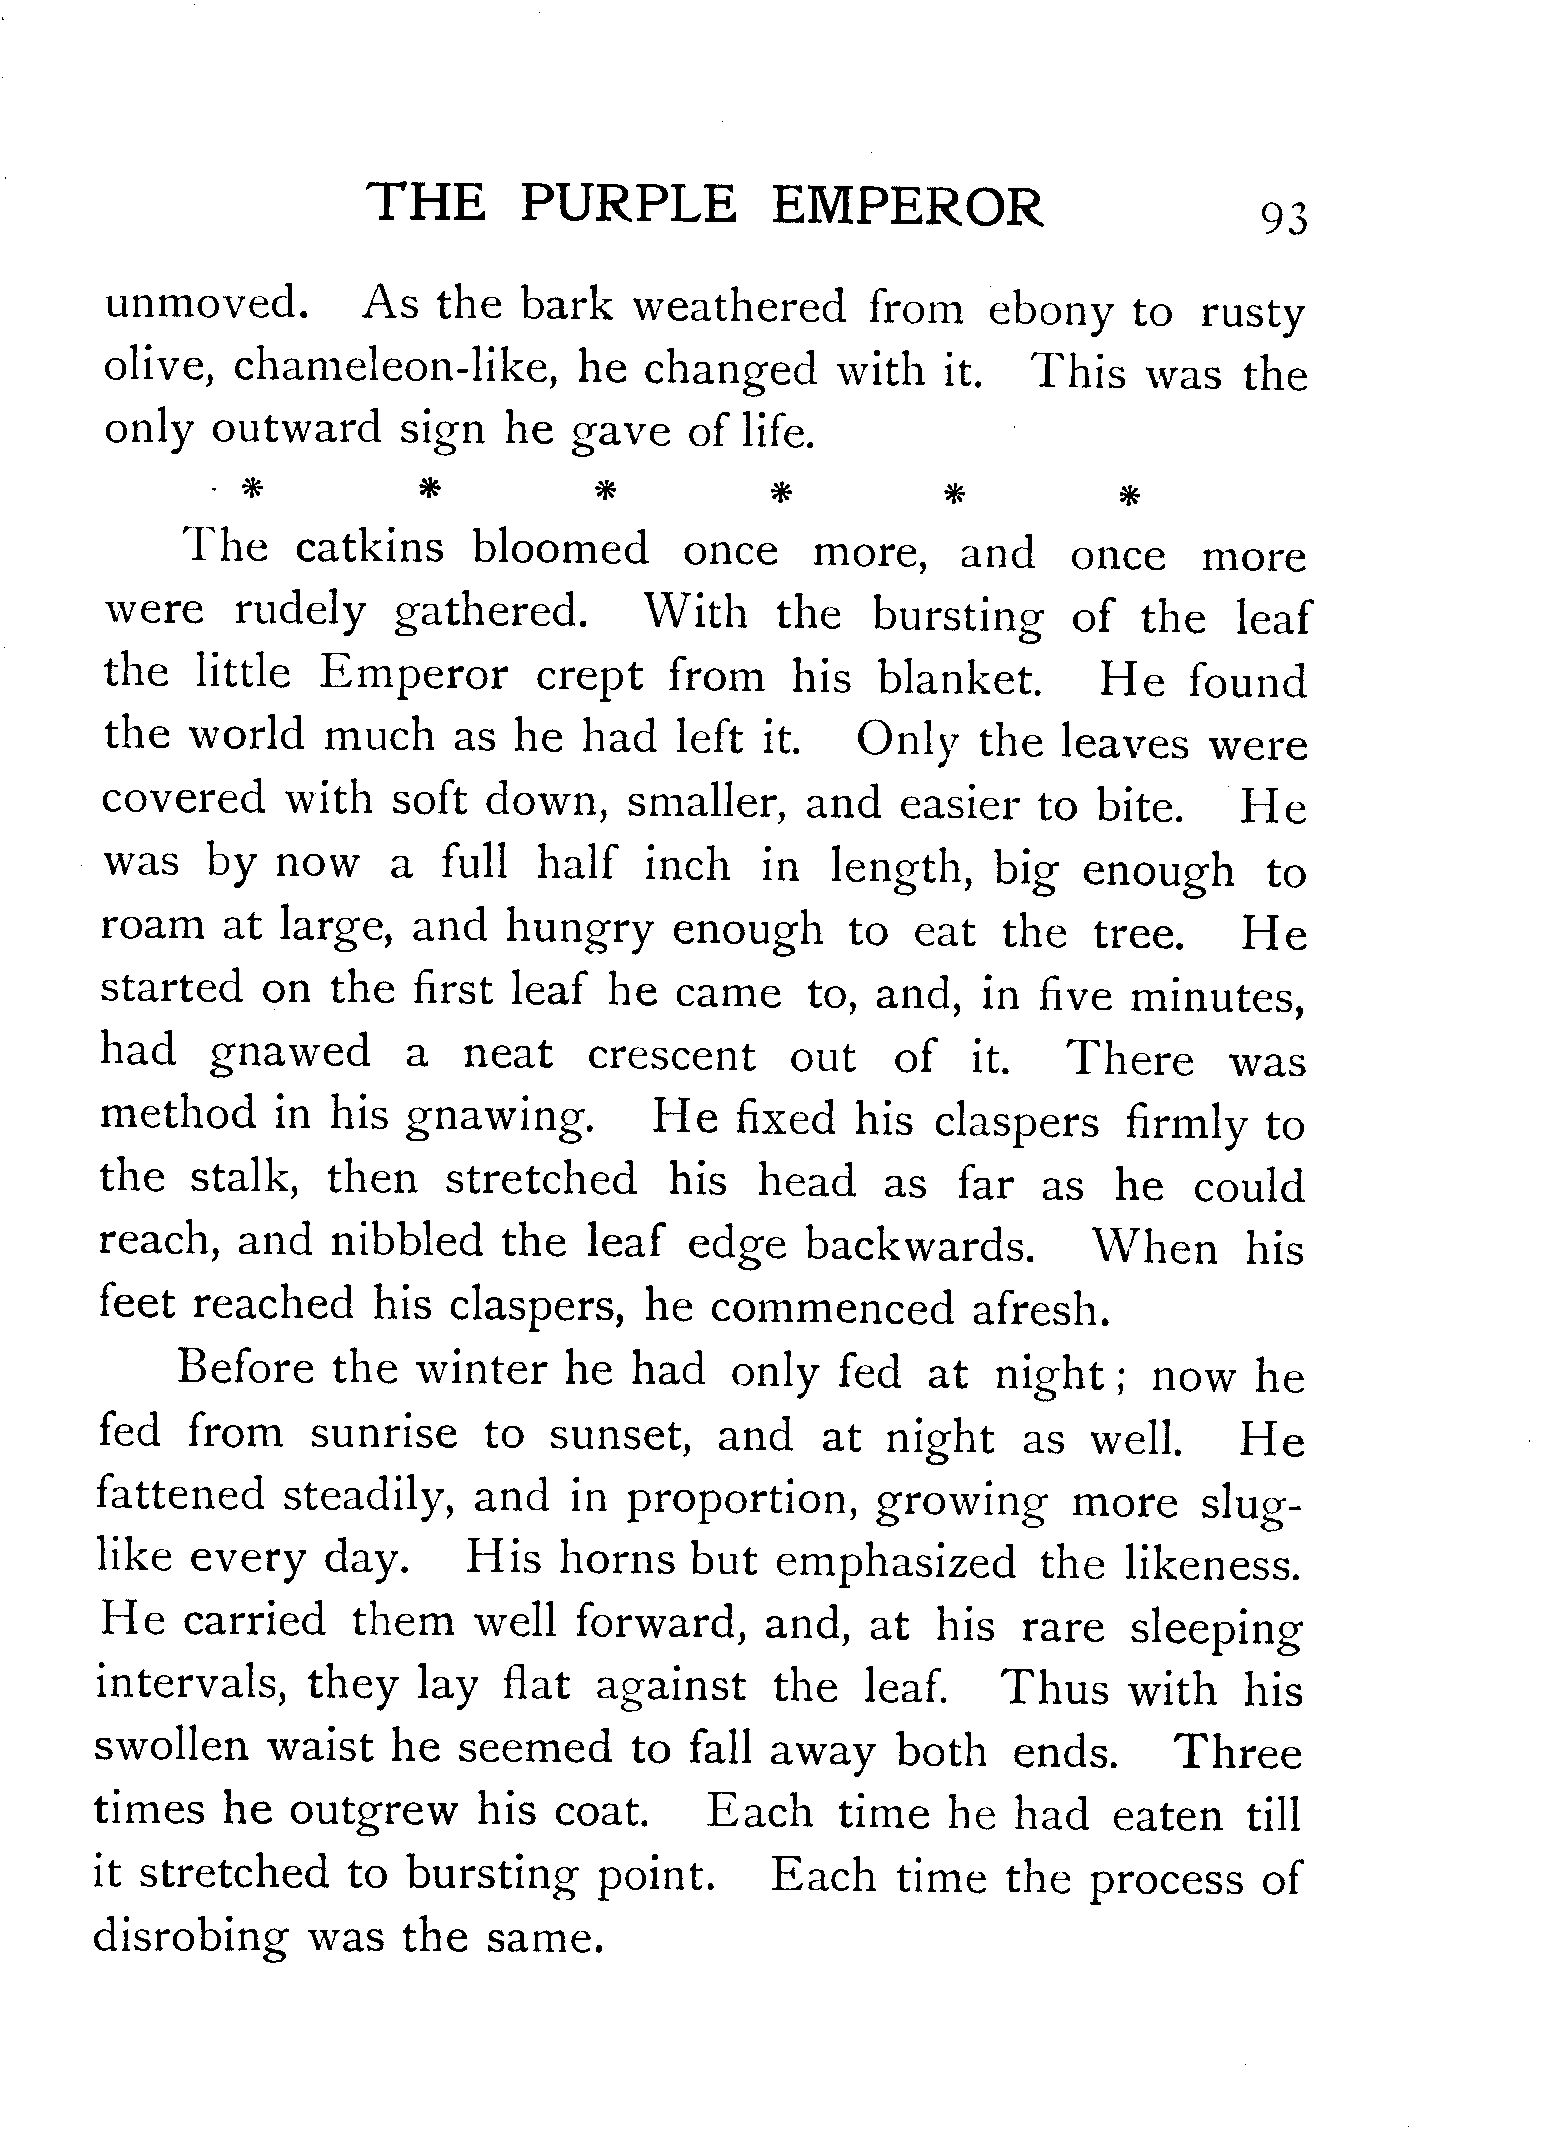 THE PURPLE EMPEROR 93
unmoved. As the bark weathered from ebony to rusty
olive, chameleon-like, he changed with it. This was the
only outward sign he gave of life.
* * * * * *
The catkins bloomed once more, and once more
were rudely gathered. With the bursting of the leaf
the little Emperor crept from his blanket. He found
the world much as he had left it. Only the leaves were
covered with soft down, smaller, and easier to bite. He
was by now a full half inch in length, big enough to
roam at large, and hungry enough to eat the tree. He
started on the first leaf he came to, and, in five minutes,
had gnawed a neat crescent out of it. There was
method in his gnawing. He fixed his claspers firmly to
the stalk, then stretched his head as far as he could
reach, and nibbled the leaf edge backwards. When his
feet reached his claspers, he commenced afresh.
Before the winter he had only fed at night; now he
fed from sunrise to sunset, and at night as well. He
fattened steadily, and in proportion, growing more slug-
like every day. His horns but emphasized the likeness.
He carried them well forward, and, at his rare sleeping
intervals, they lay flat against the leaf. Thus with his
swollen waist he seemed to fall away both ends. Three
times he outgrew his coat. Each time he had eaten till
it stretched to bursting point. Each time the process of
disrobing was the same.